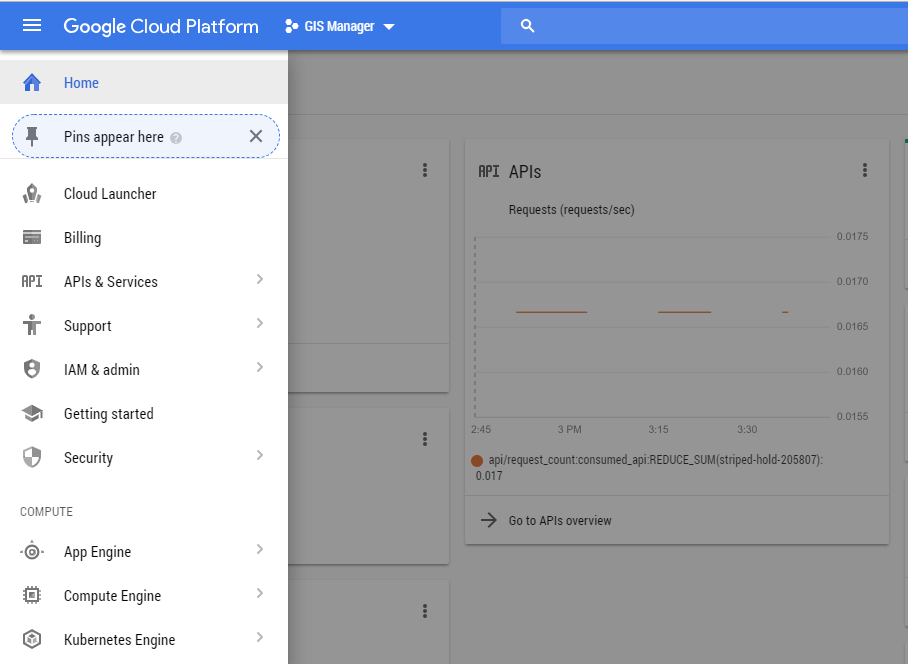 Google Cloud Platform GIS Manager
Home
Pins appear here ?
Cloud Launcher
Billing
API APIs & Services
Support
IAM & admin
Getting started
Security
COMPUTE
App Engine
Compute Engine
Kubernetes Engine
API APIs
Requests (requests/sec)
0.0175
0.0170
0.0165
0.0160
0.0155
2:45 3 PM 3:15 3:30
api/request_count:consumed_api:REDUCE_SUM(striped-hold-205807):
0.017
Go to APIs overview